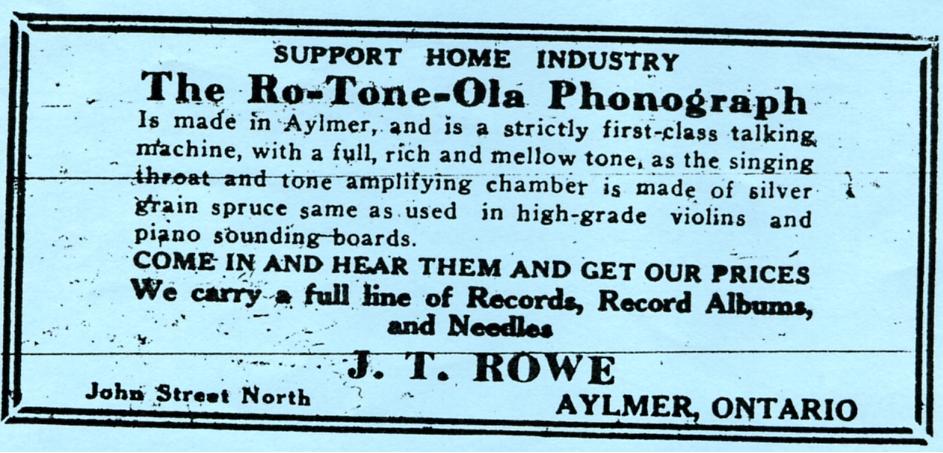 SUPPORT HOME INDUSTRY
The Ro-Tone-Ola Phonograph
Is made in Aylmer, and is a strictly first-class talking
machine, with a full, rich and mellow tone, as the singing
throat and tone amplifying chamber is made of silver
grain spruce same as used in high-grade violins and
piano sounding boards.
COME IN AND HEAR THEM AND GET OUR PRICES
We carry a full line of Records, Record Albums,
and Needles
J. T. ROWE
John Street North
AYLMER, ONTARIO